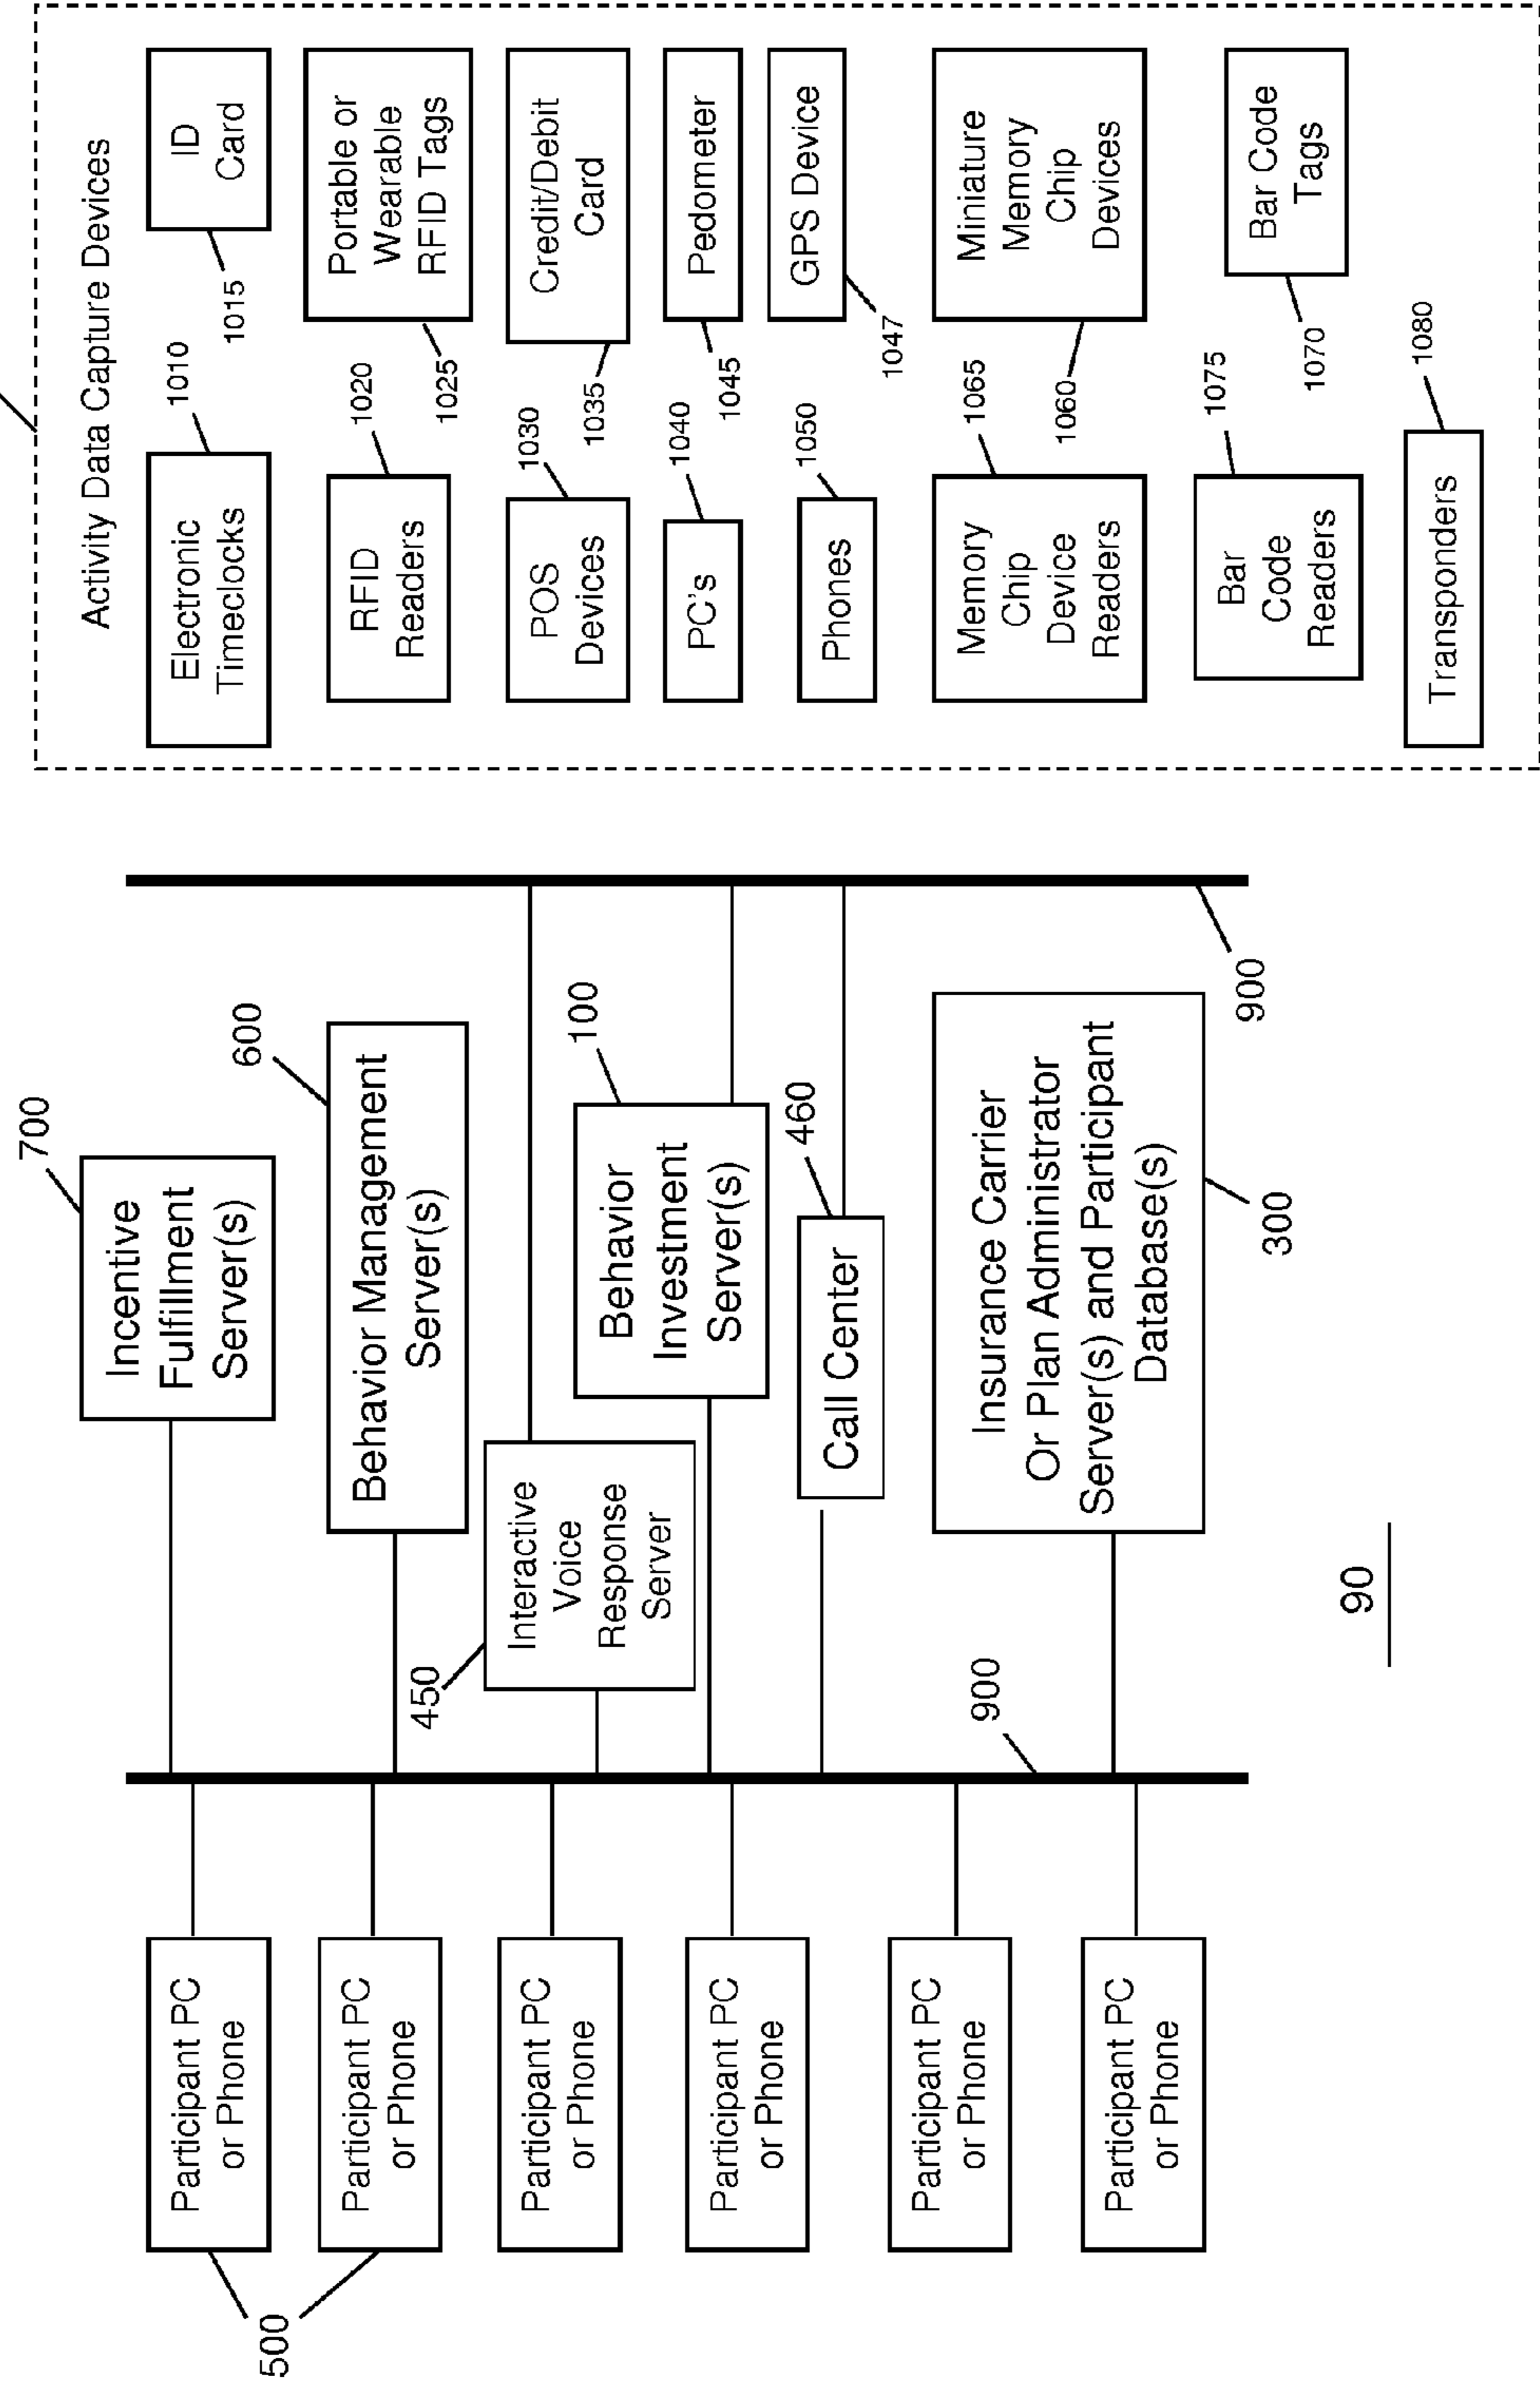 500
Participant PC
or Phone
Participant PC
or Phone
Participant PC
or Phone
Participant PC
or Phone
Participant PC
or Phone
Participant PC
or Phone
700
Incentive
Fulfillment
Server(s)
600
Behavior Management
Server(s)
450
Interactive
Voice
Response
Server
100
Behavior
Investment
Server(s)
460
Call Center
900
Insurance Carrier
Or Plan Administrator
Server(s) and Participant
Database(s)
300
900
90
Activity Data Capture Devices
Electronic
Timeclocks
1010
ID
Card
1015
RFID
Readers
1020
Portable or
Wearable
RFID Tags
1025
POS
Devices
1030
Credit/Debit
Card
1035
PC's
1040
Pedometer
1045
GPS Device
1047
Phones
1050
Memory
Chip
Device
Readers
1065
Miniature
Memory
Chip
Devices
1060
Bar
Code
Readers
1075
Bar Code
Tags
1070
Transponders
1080